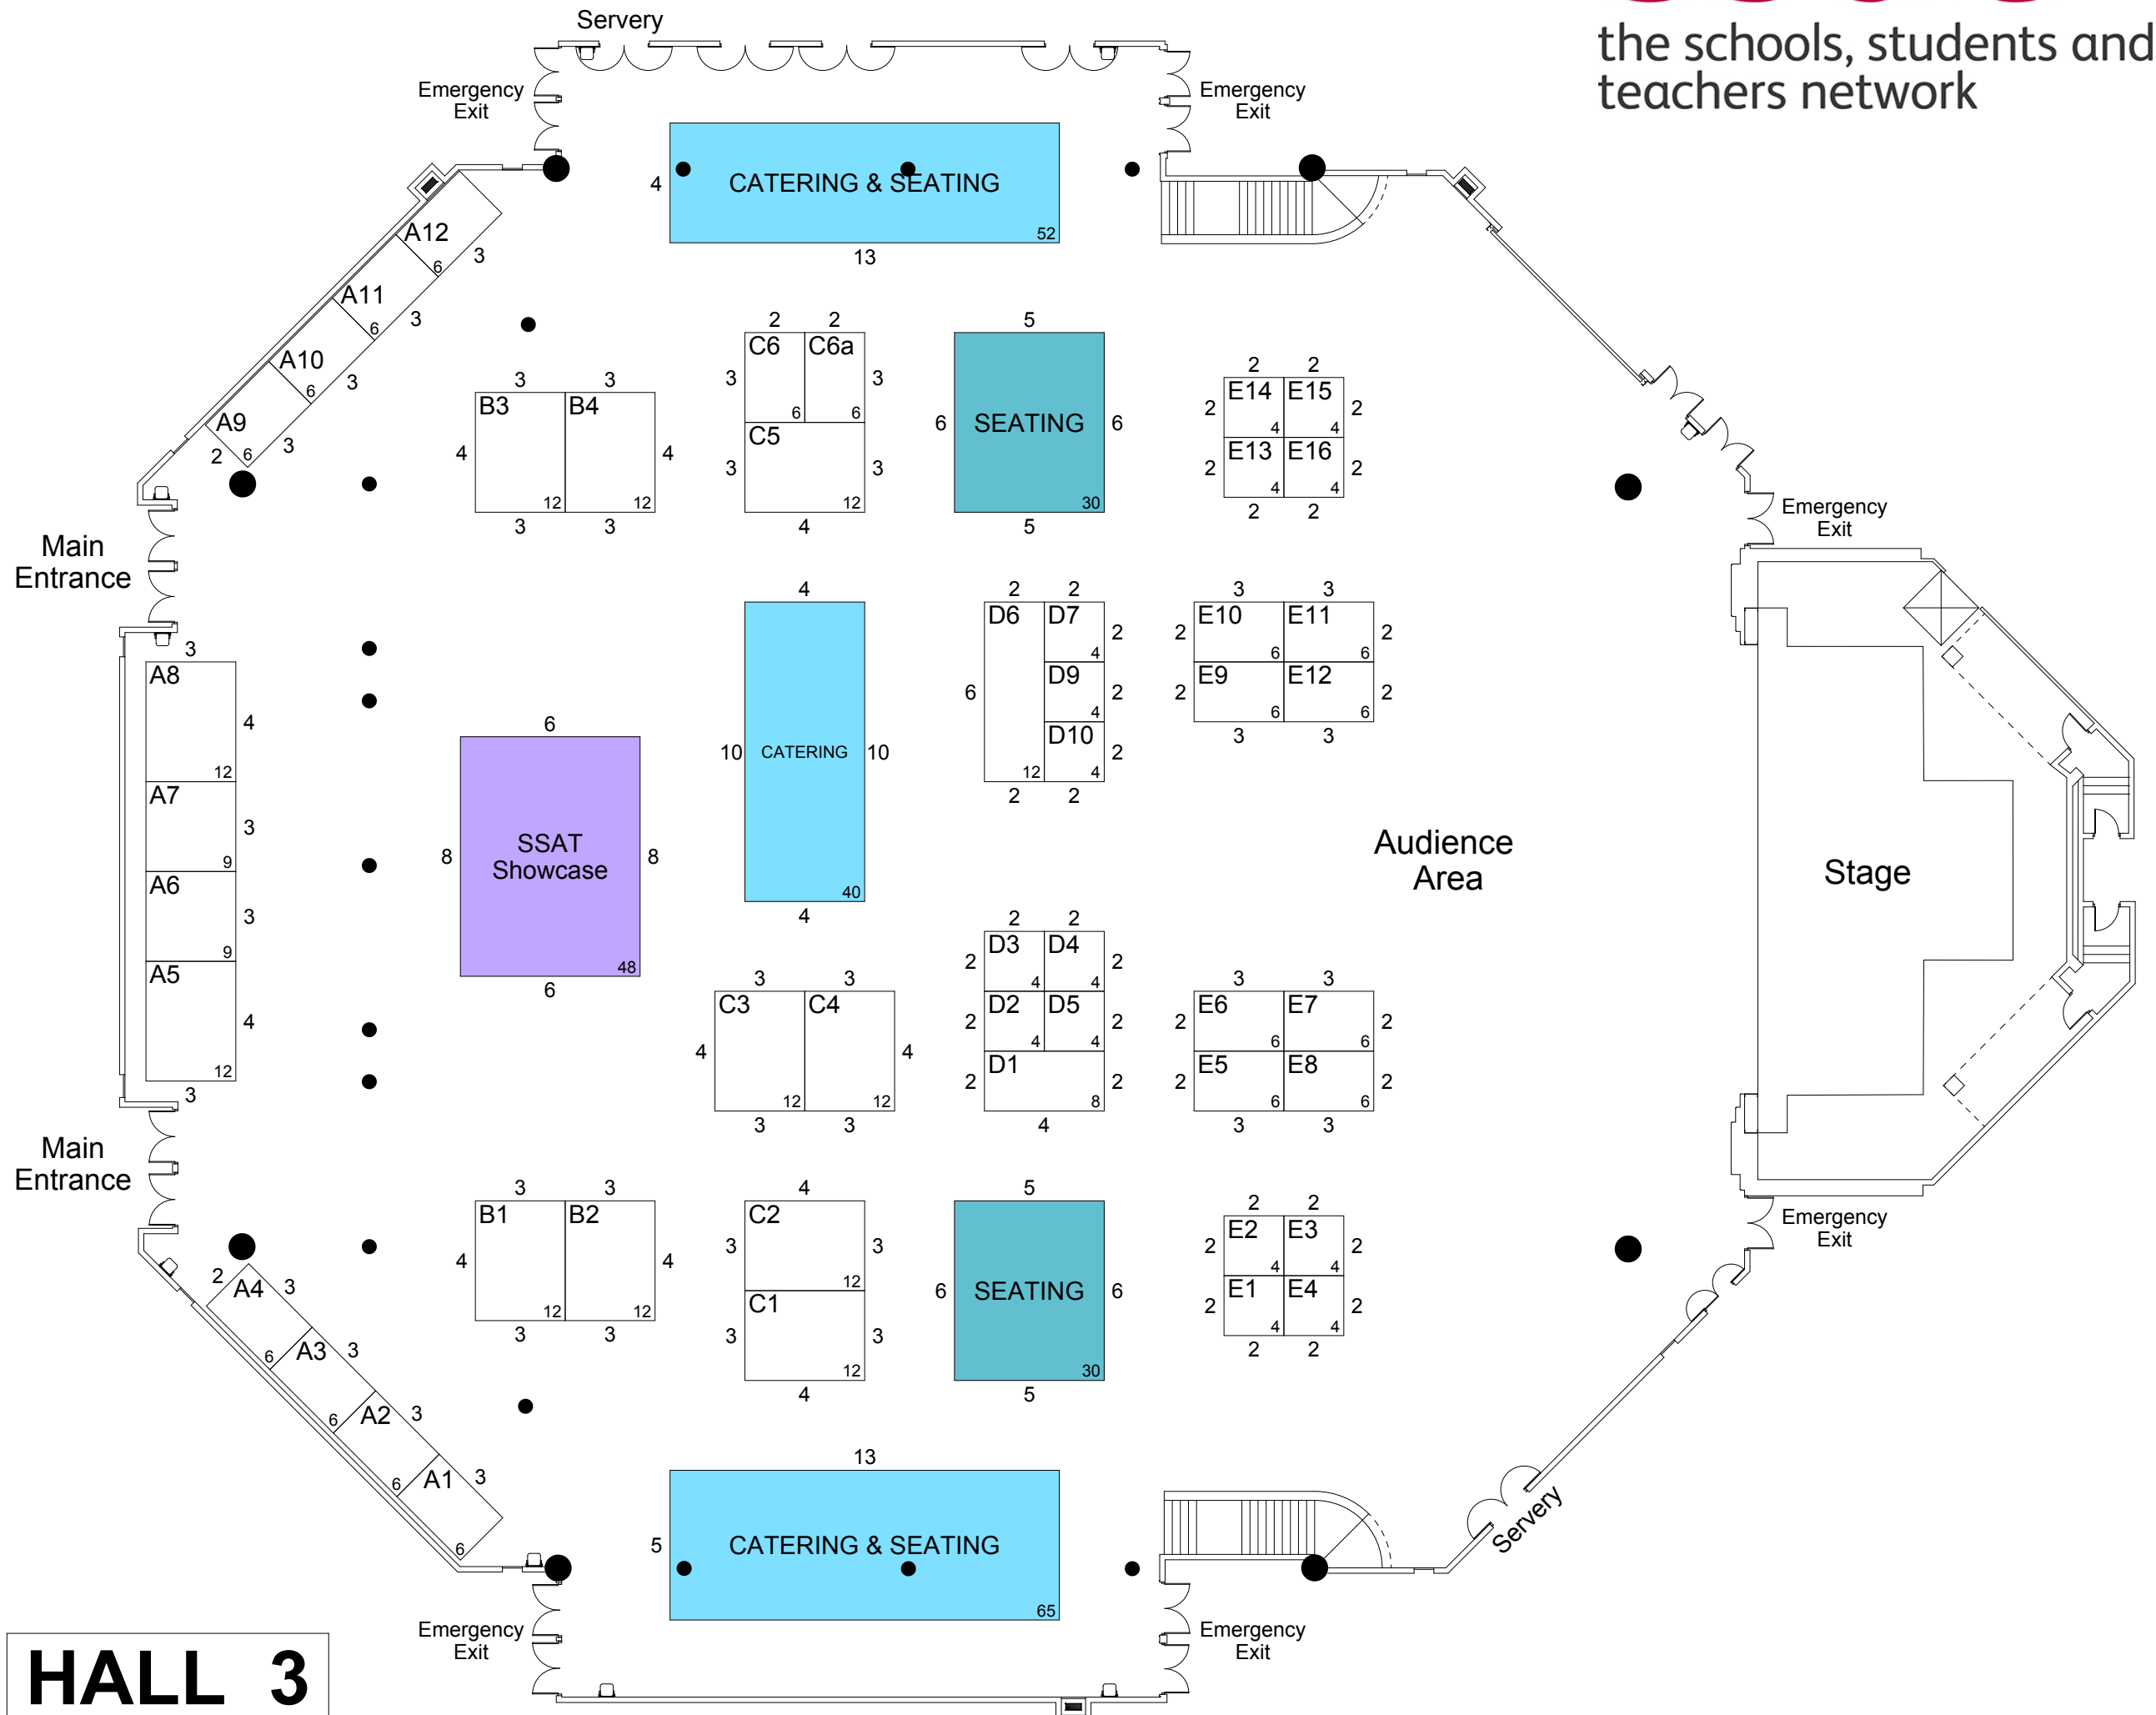 Servery
the schools, students and
teachers network
Emergency
Exit
Emergency
Exit
4
CATERING & SEATING
52
13
A12
6
3
A11
6
3
A10
6
3
A9
2
6
3
2
2
C6
C6a
3
3
6
6
C5
3
3
12
4
5
SEATING
6
6
30
5
2
2
E14
E15
2
2
4
4
E13
E16
2
2
4
4
2
2
3
3
B3
B4
4
4
12
12
3
3
Emergency
Exit
Main
Entrance
3
A8
4
12
A7
3
9
A6
3
9
A5
4
12
3
6
SSAT
Showcase
8
8
48
6
4
10
CATERING
10
40
4
2
2
D6
D7
2
4
6
D9
2
4
D10
2
12
4
2
2
3
3
E10
E11
2
2
6
6
E9
E12
2
2
6
6
3
3
Audience
Area
Stage
3
3
C3
C4
4
4
12
12
3
3
2
2
D3
D4
2
2
4
4
D2
D5
2
2
4
4
D1
2
2
8
4
3
3
E6
E7
2
2
6
6
E5
E8
2
2
6
6
3
3
Main
Entrance
2
A4
3
6
A3
3
6
A2
3
6
A1
3
6
3
3
B1
B2
4
4
12
12
3
3
4
C2
3
3
12
C1
3
3
12
4
5
SEATING
6
6
30
5
2
2
E2
E3
2
2
4
4
E1
E4
2
2
4
4
2
2
Emergency
Exit
13
5
CATERING & SEATING
65
Servery
Emergency
Exit
Emergency
Exit
HALL 3